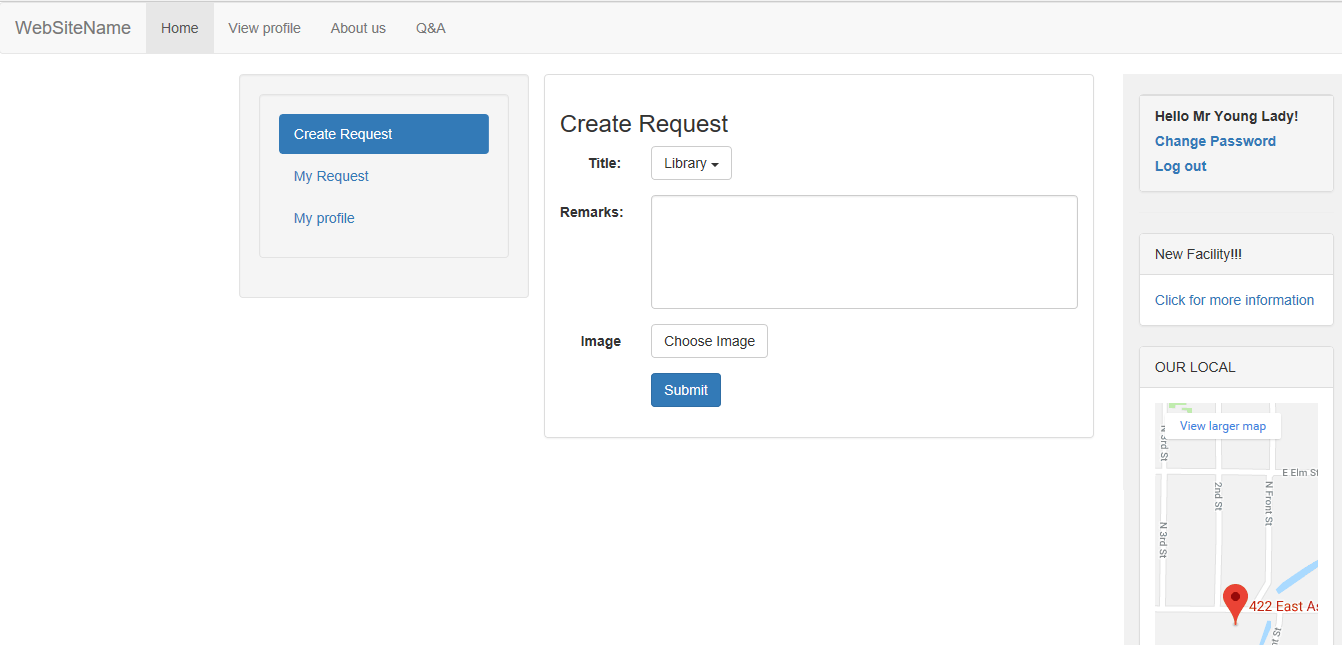 WebSiteName Home View profile About us Q&A
Create Request
My Request
My profile
Create Request
Title: Library
Remarks:
Image Choose Image
Submit
Hello Mr Young Lady!
Change Password
Log out
New Facility!!!
Click for more information
OUR LOCAL
View larger map
N 3rd St
E Elm St
2nd St
N Front St
N 3rd St
422 East As